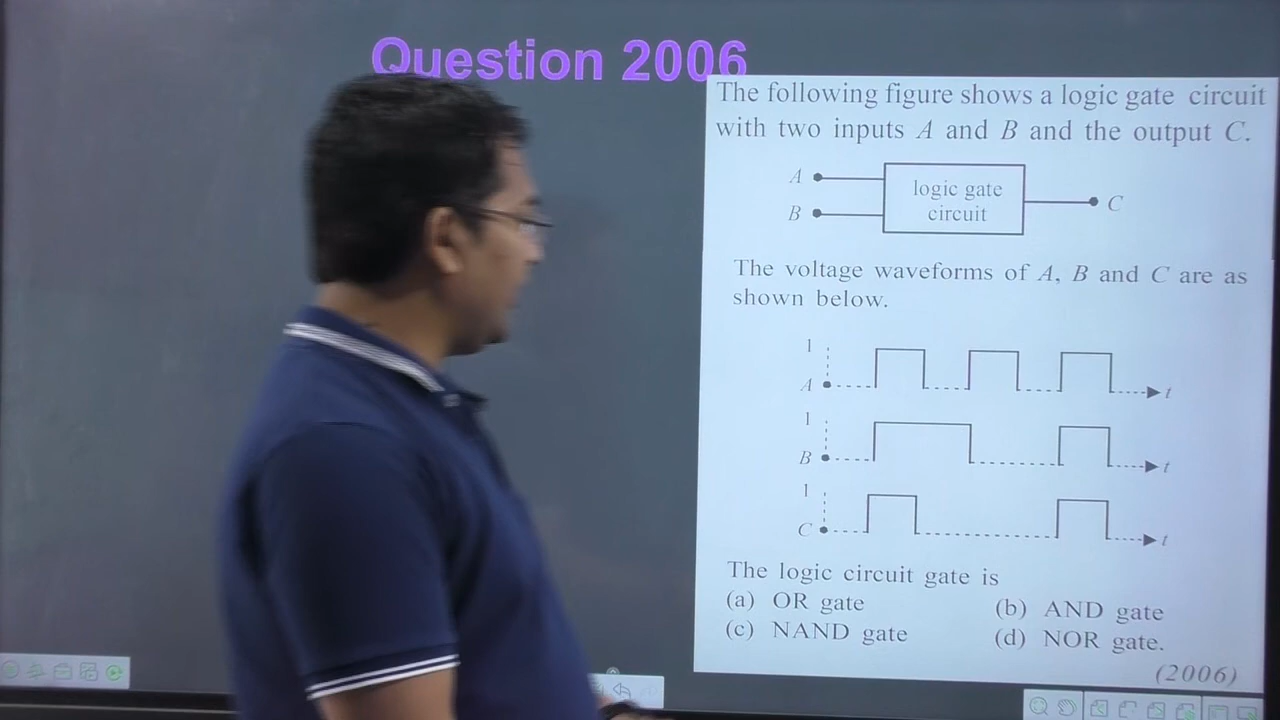 Question 2006
The following figure shows a logic gate circuit
with two inputs A and B and the output C.
A
logic gate
circuit
B
C
The voltage waveforms of A, B and C are as
shown below.
1
A
t
1
B
t
1
C
t
The logic circuit gate is
(a) OR gate
(b) AND gate
(c) NAND gate
(d) NOR gate.
(2006)